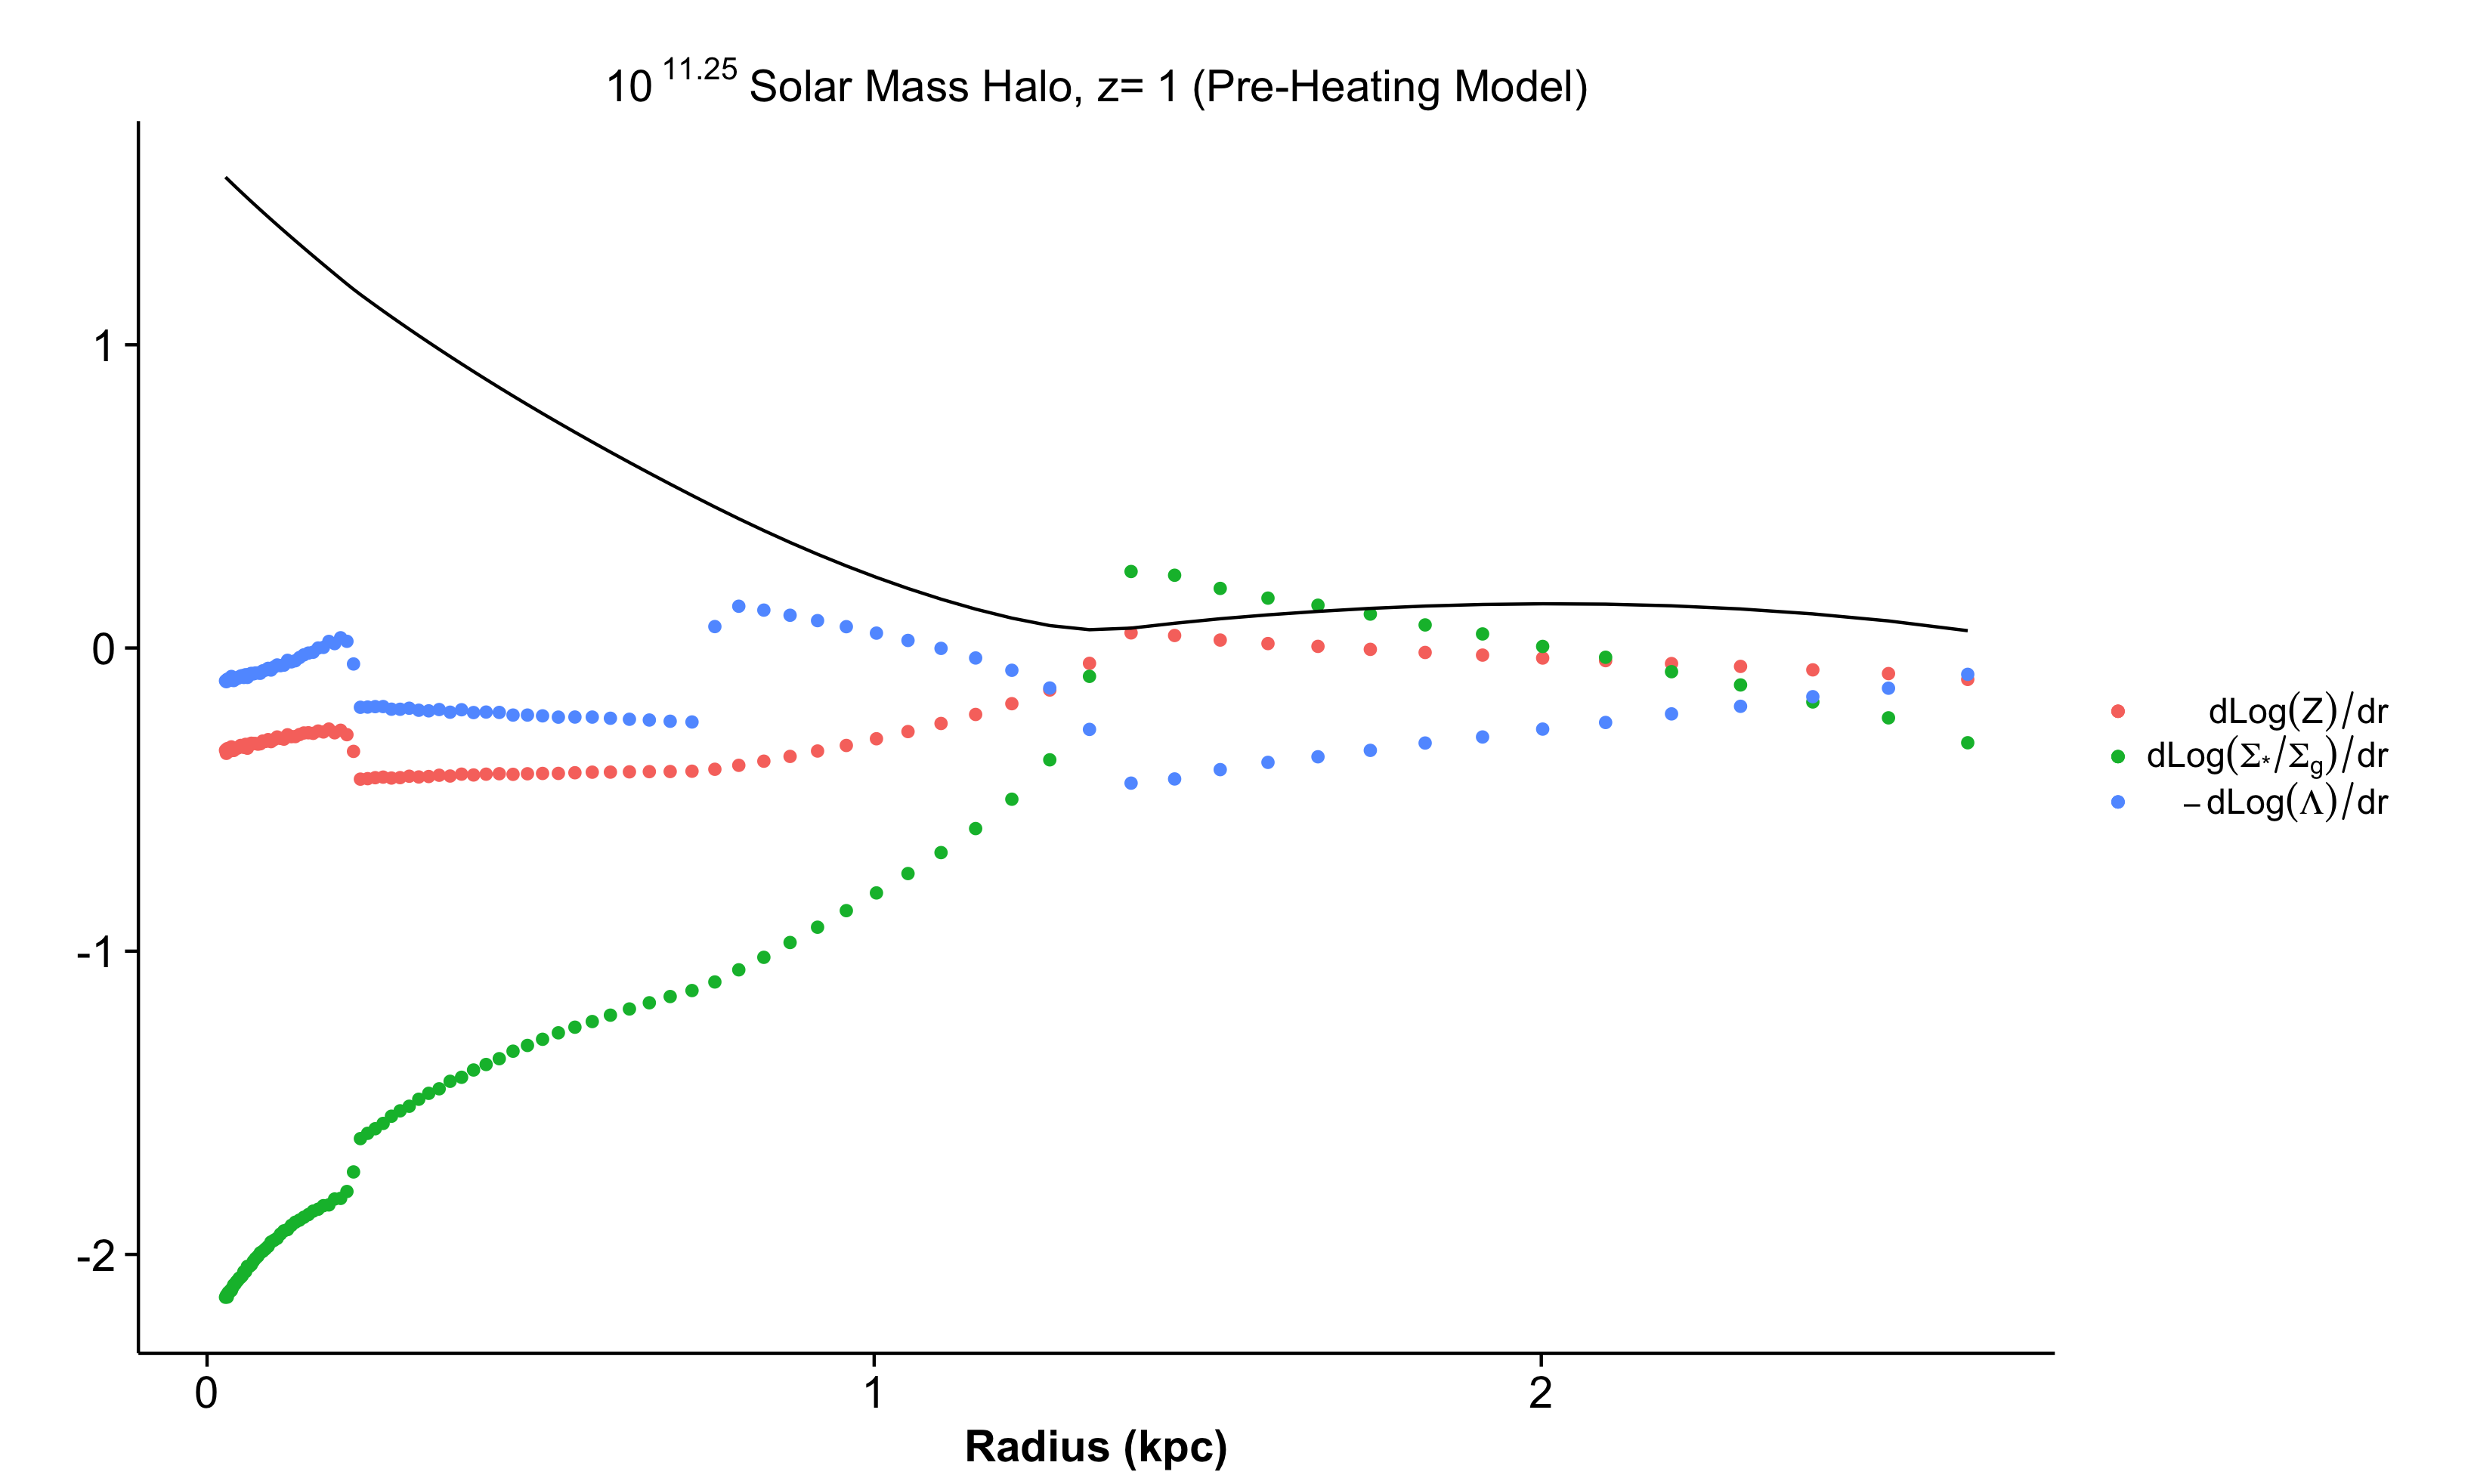 10^11.25 Solar Mass Halo, z= 1 (Pre-Heating Model)
1
0
-1
-2
0 1 2
Radius (kpc)
dLog(Z)/dr
dLog(Σ*/Σg)/dr
– dLog(Λ)/dr